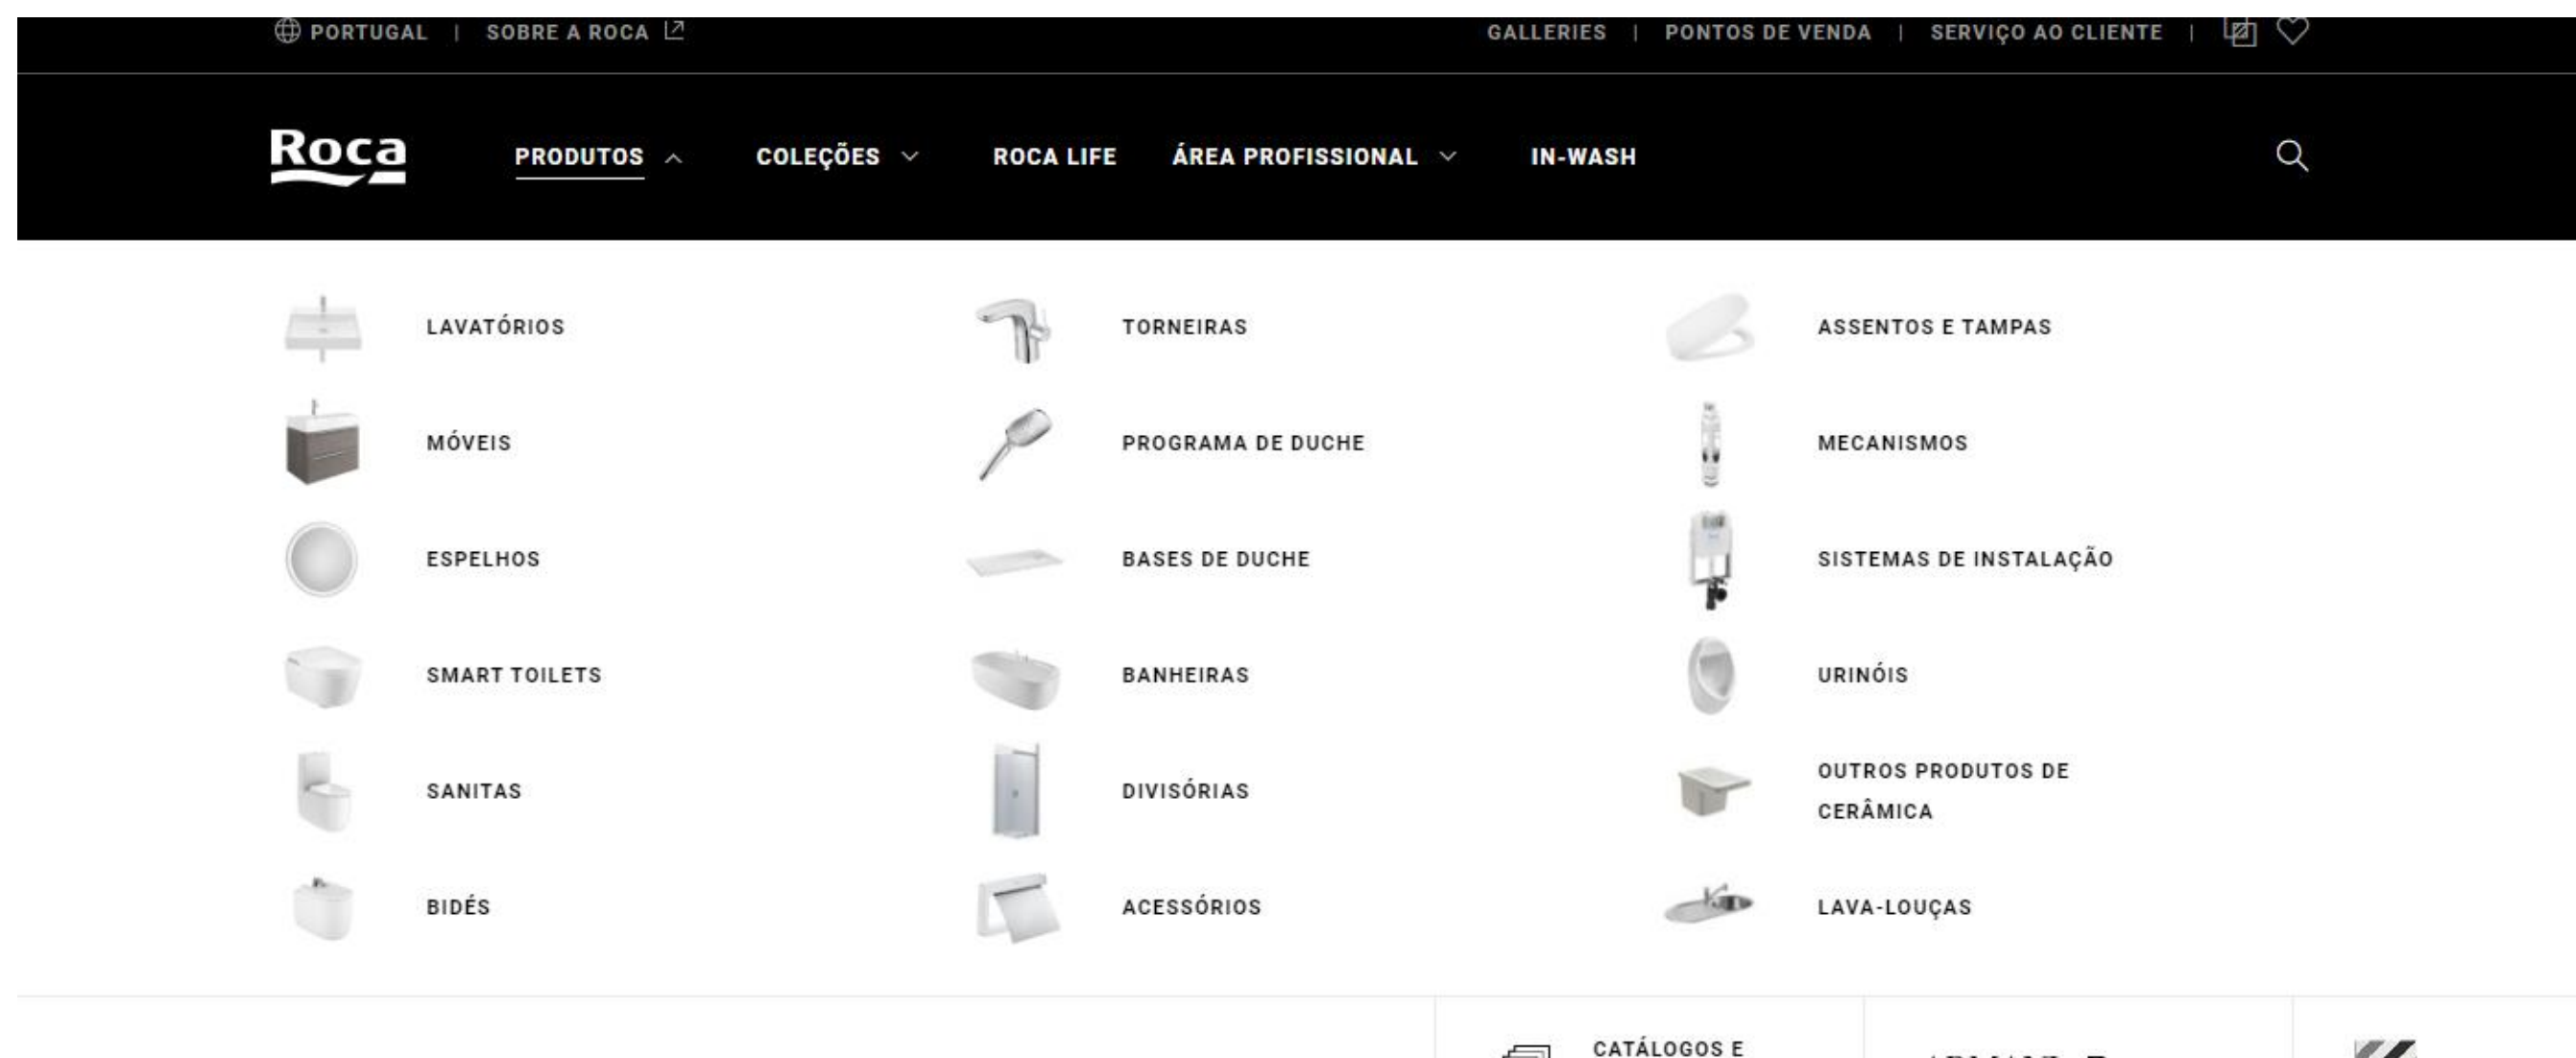 PORTUGAL | SOBRE A ROCA
GALLERIES | PONTOS DE VENDA | SERVIÇO AO CLIENTE |
Roca
PRODUTOS
COLEÇÕES
ROCA LIFE
ÁREA PROFISSIONAL
IN-WASH
LAVATÓRIOS
MÓVEIS
ESPELHOS
SMART TOILETS
SANITAS
BIDÉS
TORNEIRAS
PROGRAMA DE DUCHE
BASES DE DUCHE
BANHEIRAS
DIVISÓRIAS
ACESSÓRIOS
ASSENTOS E TAMPAS
MECANISMOS
SISTEMAS DE INSTALAÇÃO
URINÓIS
OUTROS PRODUTOS DE
CERÂMICA
LAVA-LOUÇAS
CATÁLOGOS E